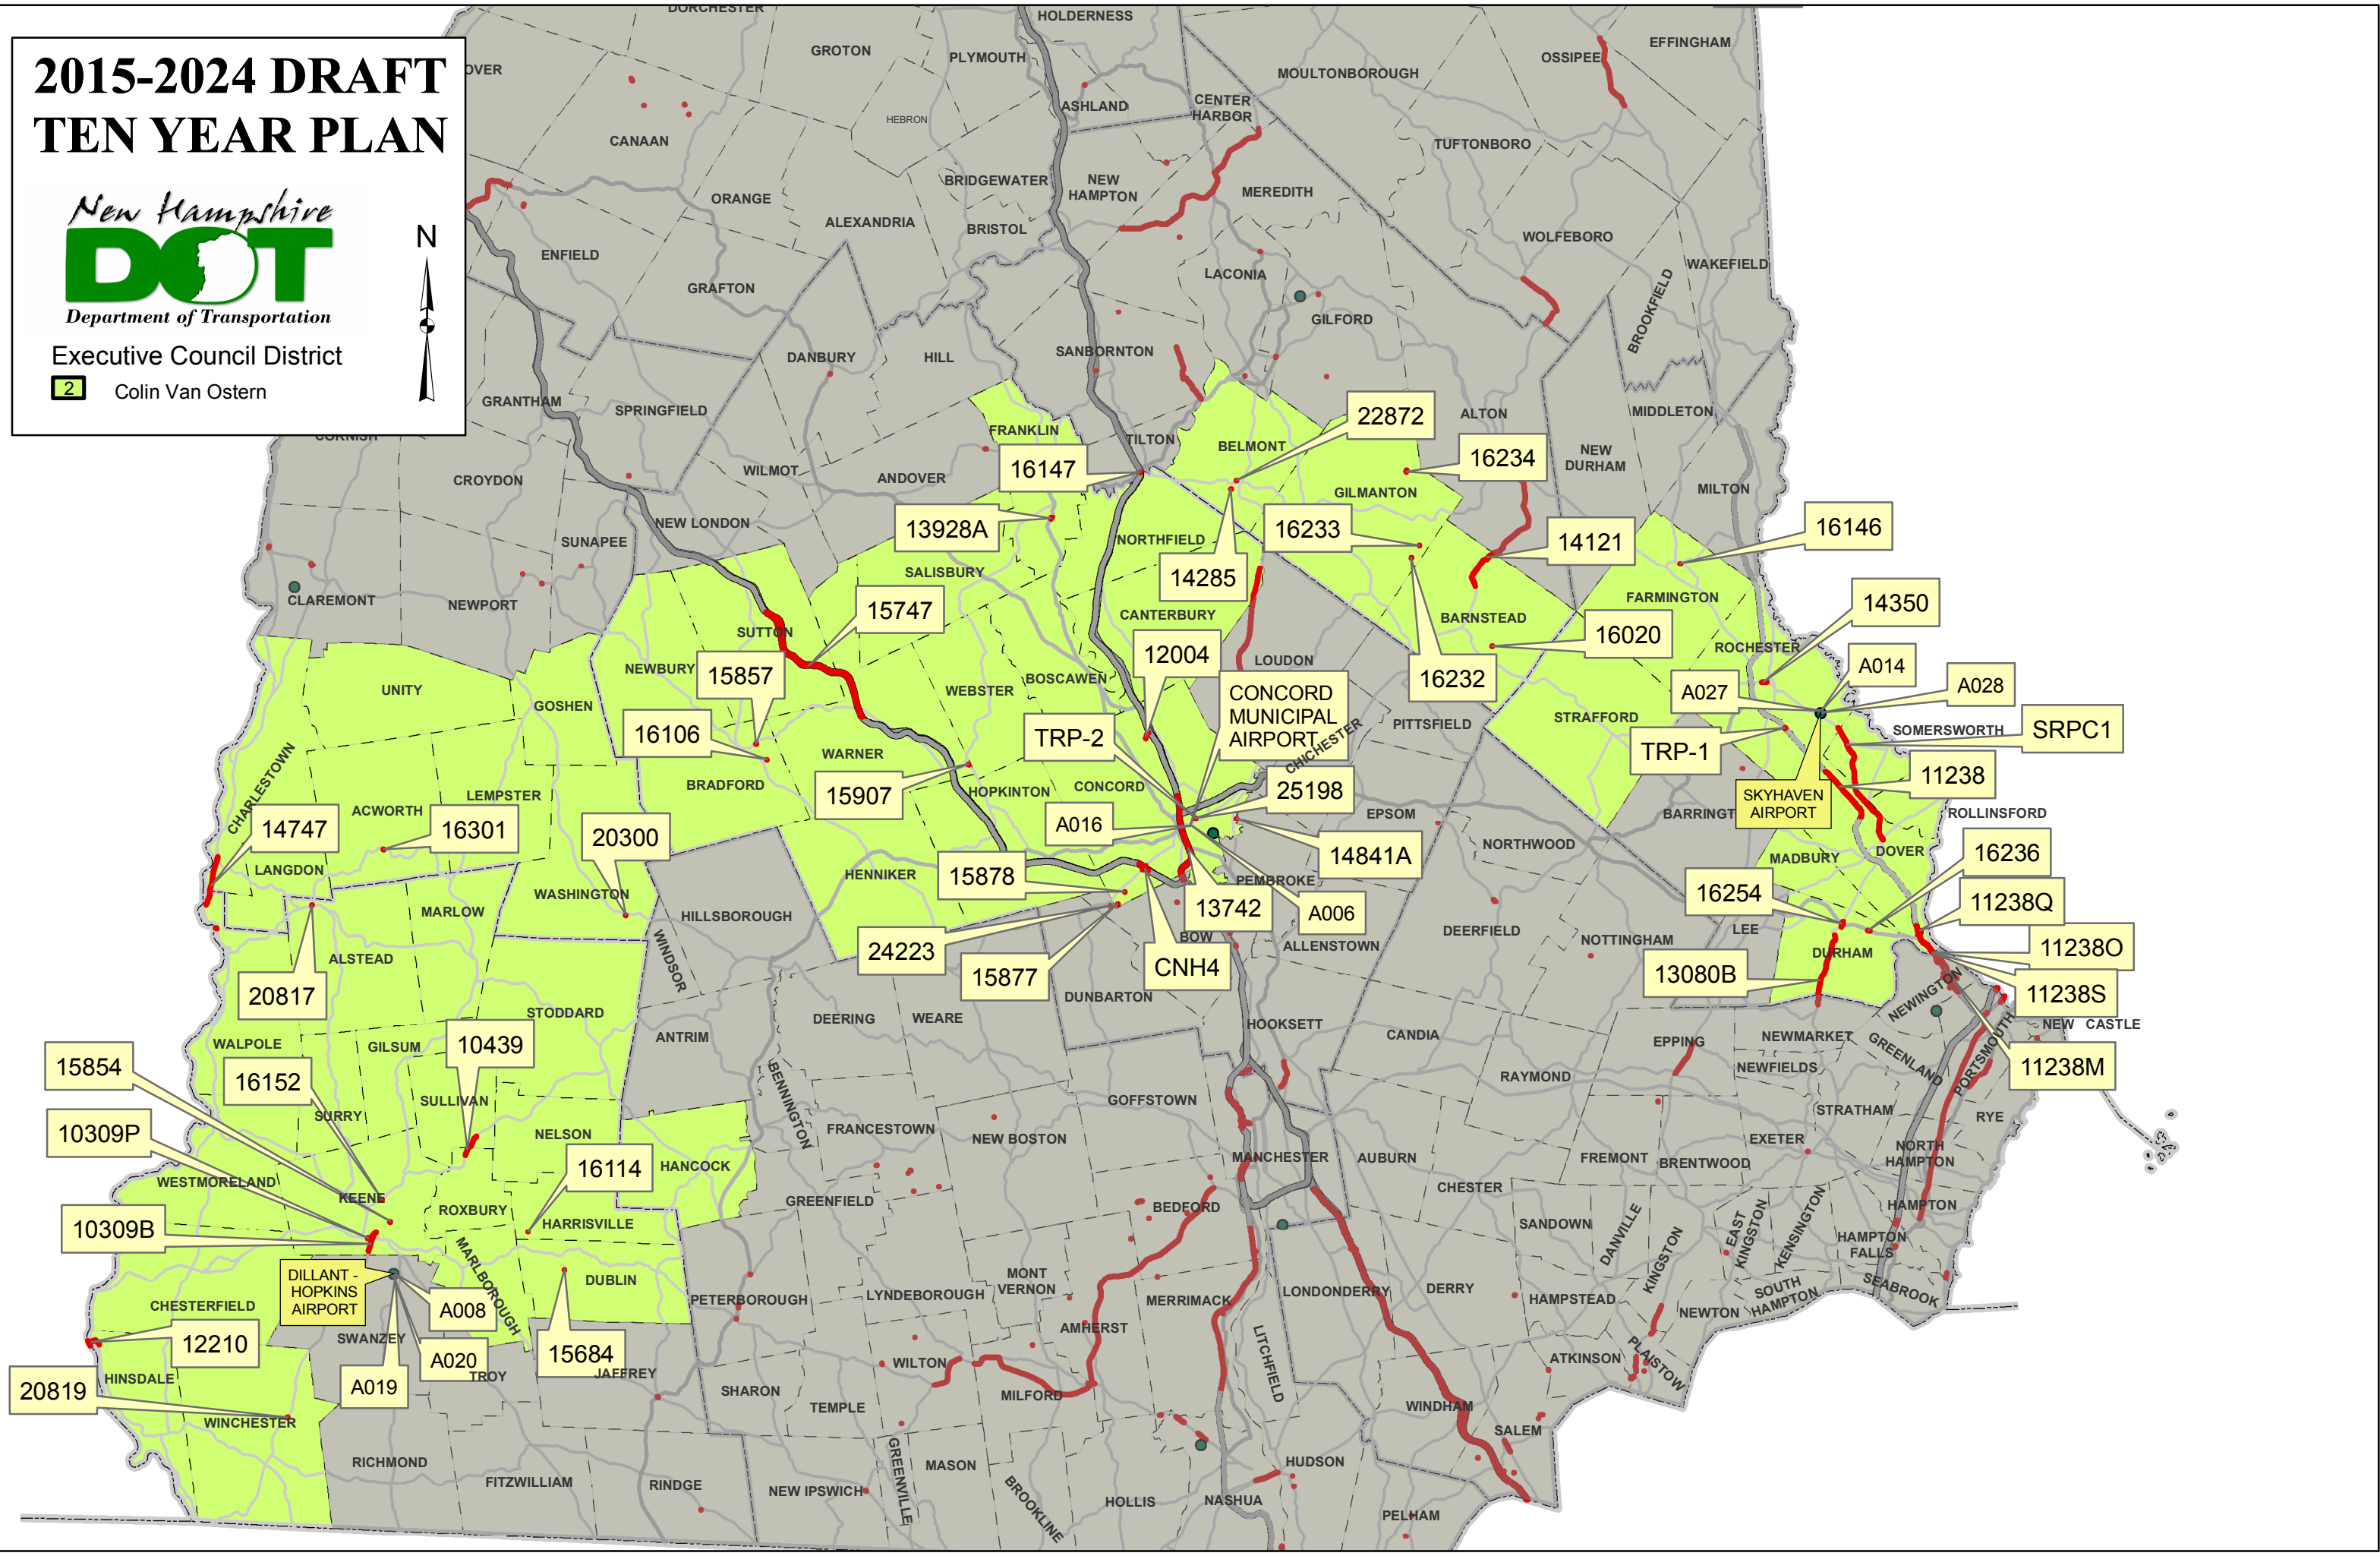 2015-2024 DRAFT
TEN YEAR PLAN
New Hampshire
DOT
Department of Transportation
N
Executive Council District
2
Colin Van Ostern
DORCHESTER
HOLDERNESS
GROTON
PLYMOUTH
EFFINGHAM
OSSIPEE
MOULTONBOROUGH
OVER
ASHLAND
CENTER
HARBOR
HEBRON
CANAAN
TUFTONBORO
BRIDGEWATER
NEW
HAMPTON
MEREDITH
ORANGE
ALEXANDRIA
BRISTOL
WOLFEBORO
ENFIELD
WAKEFIELD
LACONIA
GRAFTON
BROOKFIELD
GILFORD
DANBURY
HILL
SANBORNTON
GRANTHAM
SPRINGFIELD
MIDDLETON
ALTON
22872
CORNISH
FRANKLIN
TILTON
BELMONT
NEW
DURHAM
16234
16147
WILMOT
ANDOVER
CROYDON
GILMANTON
MILTON
NEW LONDON
13928A
16233
14121
16146
SUNAPEE
NORTHFIELD
SALISBURY
14285
CLAREMONT
NEWPORT
FARMINGTON
15747
CANTERBURY
BARNSTEAD
14350
SUTTON
16020
12004
ROCHESTER
NEWBURY
15857
LOUDON
A014
UNITY
WEBSTER
BOSCAWEN
16232
A027
A028
GOSHEN
CONCORD
MUNICIPAL
AIRPORT
STRAFFORD
PITTSFIELD
16106
TRP-2
CHICHESTER
TRP-1
SOMERSWORTH
SRPC1
WARNER
BRADFORD
15907
HOPKINTON
CONCORD
25198
11238
CHARLESTOWN
LEMPSTER
ACWORTH
SKYHAVEN
AIRPORT
EPSOM
BARRINGT
ROLLINSFORD
14747
16301
20300
A016
14841A
NORTHWOOD
MADBURY
DOVER
16236
LANGDON
HENNIKER
15878
PEMBROKE
WASHINGTON
16254
11238Q
MARLOW
HILLSBOROUGH
13742
A006
LEE
DEERFIELD
NOTTINGHAM
24223
BOW
ALLENSTOWN
11238O
WINDSOR
15877
CNH4
13080B
DURHAM
ALSTEAD
20817
DUNBARTON
NEWINGTON
11238S
STODDARD
DEERING
WEARE
HOOKSETT
CANDIA
NEW CASTLE
WALPOLE
GILSUM
10439
ANTRIM
EPPING
NEWMARKET
GREENLAND
PORTSMOUTH
15854
16152
BENNINGTON
RAYMOND
NEWFIELDS
11238M
SURRY
SULLIVAN
GOFFSTOWN
STRATHAM
RYE
10309P
NELSON
FRANCESTOWN
NEW BOSTON
EXETER
NORTH
HAMPTON
16114
HANCOCK
MANCHESTER
AUBURN
FREMONT
BRENTWOOD
WESTMORELAND
KEENE
ROXBURY
GREENFIELD
BEDFORD
CHESTER
10309B
HARRISVILLE
SANDOWN
DANVILLE
KINGSTON
EAST
KINGSTON
KENSINGTON
HAMPTON
HAMPTON
FALLS
MARLBOROUGH
DILLANT -
HOPKINS
AIRPORT
DUBLIN
MONT
VERNON
CHESTERFIELD
A008
PETERBOROUGH
LYNDEBOROUGH
MERRIMACK
LONDONDERRY
DERRY
HAMPSTEAD
NEWTON
SOUTH
HAMPTON
SEABROOK
12210
SWANZEY
AMHERST
LITCHFIELD
15684
PLAISTOW
A020
TROY
JAFFREY
WILTON
ATKINSON
HINSDALE
20819
A019
SHARON
MILFORD
TEMPLE
WINDHAM
WINCHESTER
SALEM
RICHMOND
FITZWILLIAM
RINDGE
NEW IPSWICH
GREENVILLE
MASON
BROOKLINE
HOLLIS
NASHUA
HUDSON
PELHAM